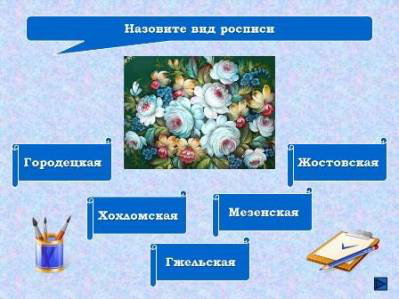 Назовите вид росписи
Городецкая
Жостовская
Хохломская
Мезенская
Гжельская